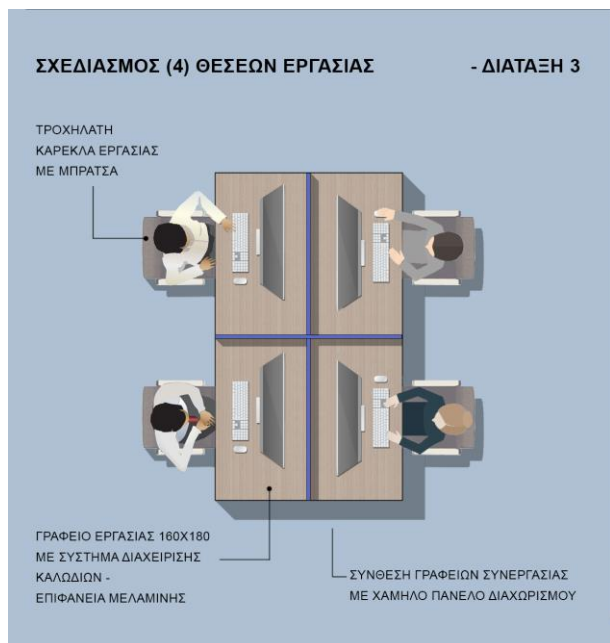 ΣΧΕΔΙΑΣΜΟΣ (4) ΘΕΣΕΩΝ ΕΡΓΑΣΙΑΣ - ΔΙΑΤΑΞΗ 3
ΤΡΟΧΗΛΑΤΗ
ΚΑΡΕΚΛΑ ΕΡΓΑΣΙΑΣ
ΜΕ ΜΠΡΑΤΣΑ
ΓΡΑΦΕΙΟ ΕΡΓΑΣΙΑΣ 160X180
ΜΕ ΣΥΣΤΗΜΑ ΔΙΑΧΕΙΡΙΣΗΣ
ΚΑΛΩΔΙΩΝ -
ΕΠΙΦΑΝΕΙΑ ΜΕΛΑΜΙΝΗΣ
ΣΥΝΘΕΣΗ ΓΡΑΦΕΙΩΝ ΣΥΝΕΡΓΑΣΙΑΣ
ΜΕ ΧΑΜΗΛΟ ΠΑΝΕΛΟ ΔΙΑΧΩΡΙΣΜΟΥ